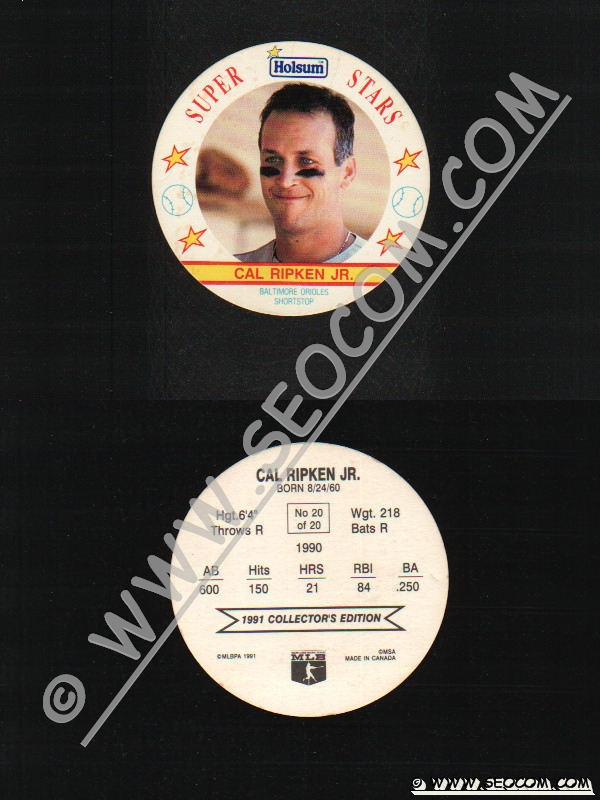 Holsum
SUPER STARS
CAL RIPKEN JR.
BALTIMORE ORIOLES
SHORTSTOP
© WWW.SEOCOM.COM
CAL RIPKEN JR.
BORN 8/24/60
Hgt.6'4" No 20 Wgt. 218
Throws R of 20 Bats R
1990
AB Hits HRS RBI BA
600 150 21 84 .250
1991 COLLECTOR'S EDITION
©MLBPA 1991 MLB ©MSA
MADE IN CANADA
© WWW.SEOCOM.COM